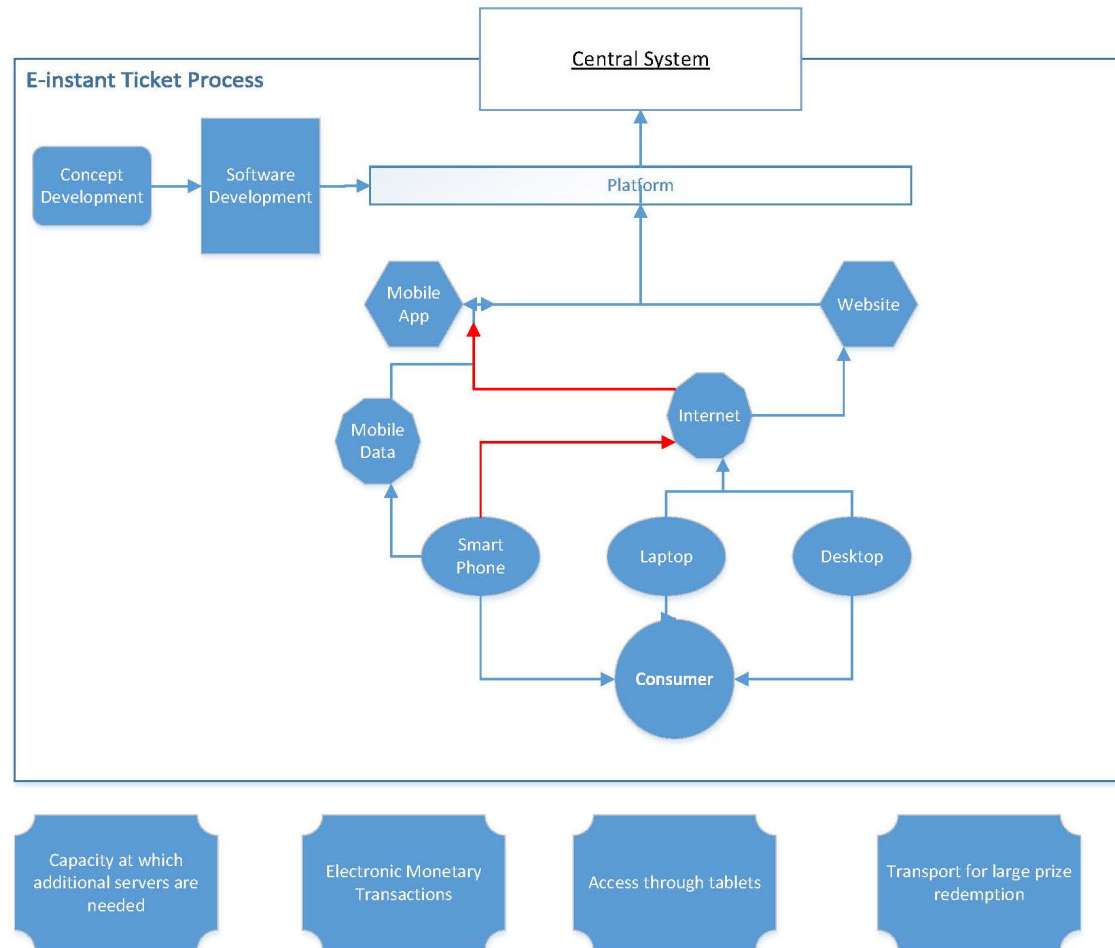 Central System
E-instant Ticket Process
Concept
Development
Software
Development
Platform
Mobile
App
Website
Internet
Mobile
Data
Smart
Phone
Laptop
Desktop
Consumer
Capacity at which
additional servers are
needed
Electronic Monetary
Transactions
Access through tablets
Transport for large prize
redemption